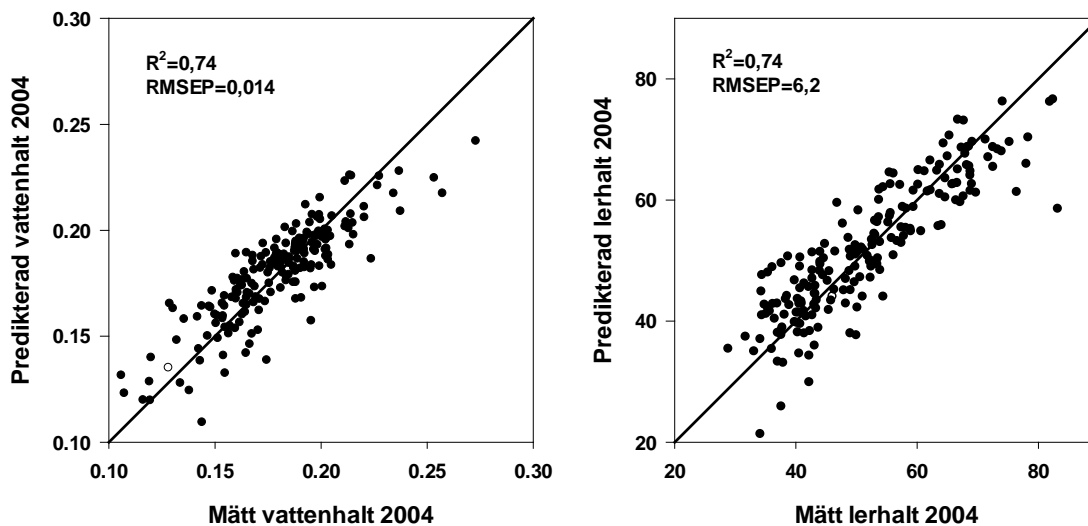 0.30
R²=0,74
RMSEP=0,014
0.25
0.20
0.15
0.10
Predikterad vattenhalt 2004
0.10 0.15 0.20 0.25 0.30
Mätt vattenhalt 2004
R²=0,74
RMSEP=6,2
80
60
40
20
Predikterad lerhalt 2004
20 40 60 80
Mätt lerhalt 2004